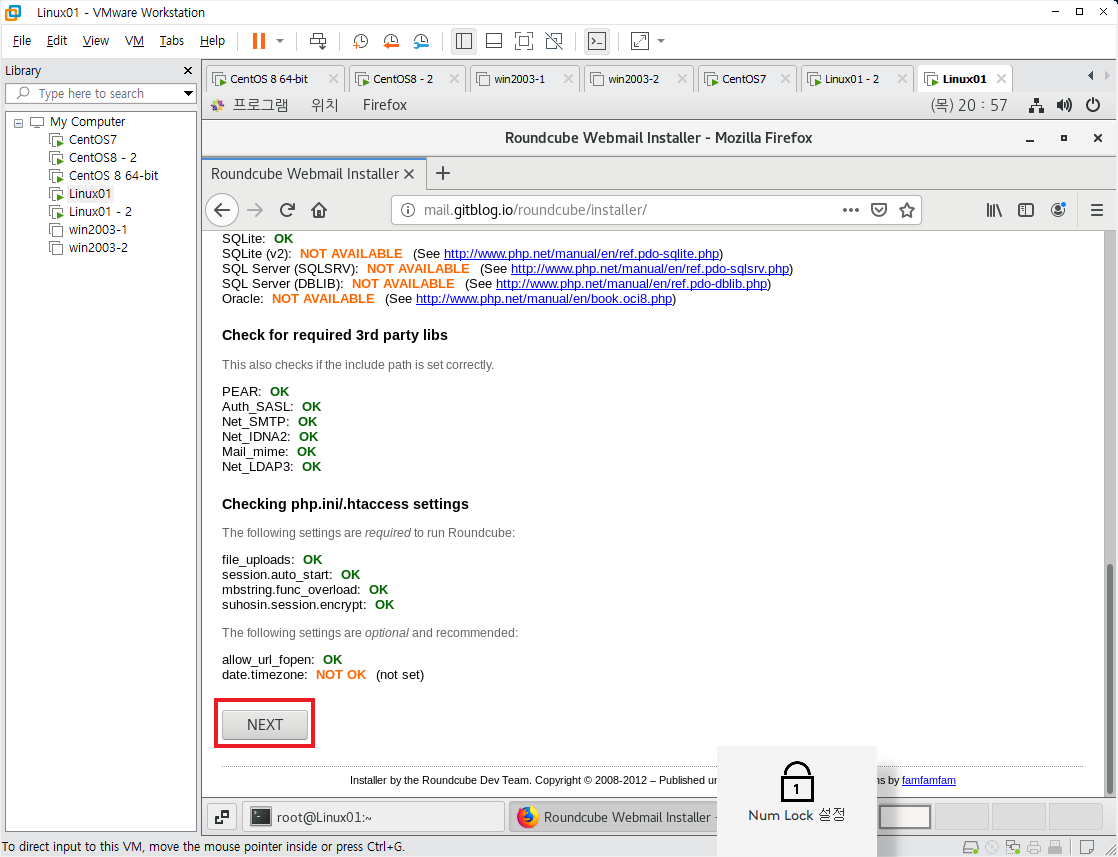 Linux01 - VMware Workstation
File Edit View VM Tabs Help
Library
Type here to search
My Computer
CentOS7
CentOS8 - 2
CentOS 8 64-bit
Linux01
Linux01 - 2
win2003-1
win2003-2
CentOS 8 64-bit CentOS8 - 2 win2003-1 win2003-2 CentOS7 Linux01 - 2 Linux01
프로그램 위치 Firefox (목) 20 : 57
Roundcube Webmail Installer - Mozilla Firefox
Roundcube Webmail Installer
mail.gitblog.io/roundcube/installer/
SQLite: OK
SQLite (v2): NOT AVAILABLE (See http://www.php.net/manual/en/ref.pdo-sqlite.php)
SQL Server (SQLSRV): NOT AVAILABLE (See http://www.php.net/manual/en/ref.pdo-sqlsrv.php)
SQL Server (DBLIB): NOT AVAILABLE (See http://www.php.net/manual/en/ref.pdo-dblib.php)
Oracle: NOT AVAILABLE (See http://www.php.net/manual/en/book.oci8.php)
Check for required 3rd party libs
This also checks if the include path is set correctly.
PEAR: OK
Auth_SASL: OK
Net_SMTP: OK
Net_IDNA2: OK
Mail_mime: OK
Net_LDAP3: OK
Checking php.ini/.htaccess settings
The following settings are required to run Roundcube:
file_uploads: OK
session.auto_start: OK
mbstring.func_overload: OK
suhosin.session.encrypt: OK
The following settings are optional and recommended:
allow_url_fopen: OK
date.timezone: NOT OK (not set)
NEXT
Installer by the Roundcube Dev Team. Copyright © 2008-2012 – Published by famfamfam
1
Num Lock 설정
root@Linux01:~ Roundcube Webmail Installer -
To direct input to this VM, move the mouse pointer inside or press Ctrl+G.